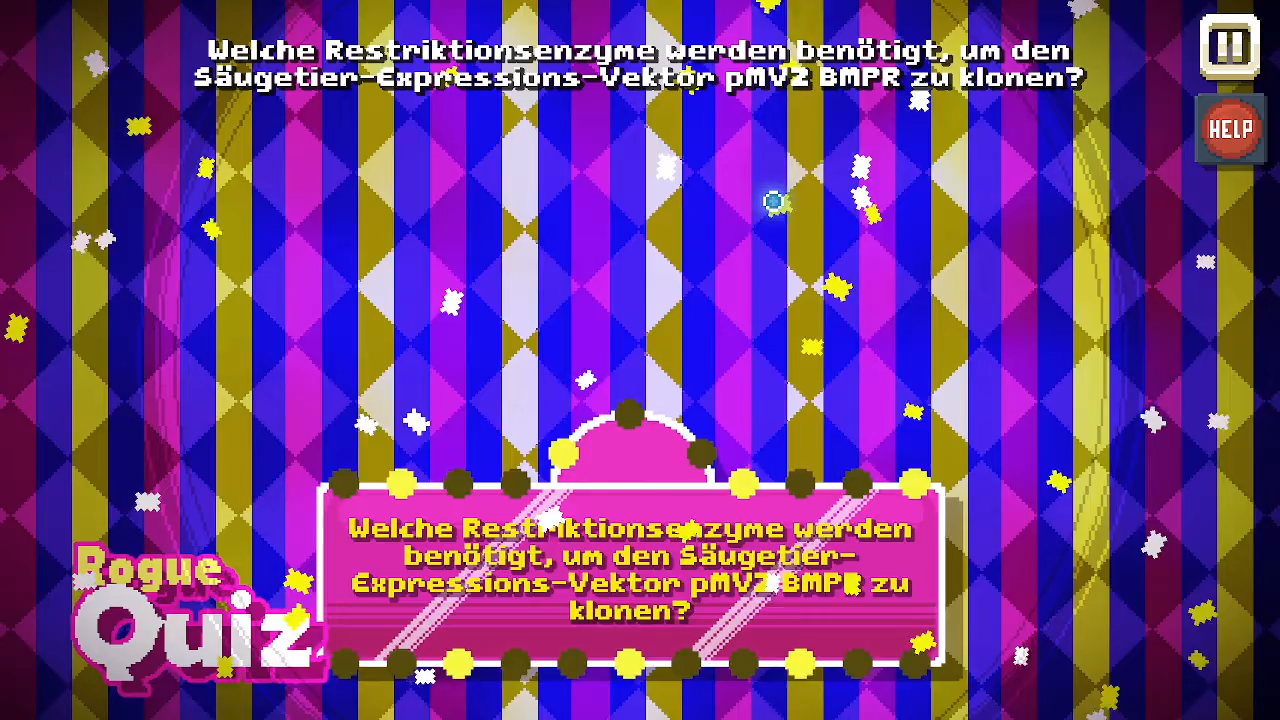 Welche Restriktionsenzyme werden benötigt, um den
Säugetier-Expressions-Vektor pMV2 BMPR zu klonen?
HELP
Welche Restriktionsenzyme werden
benötigt, um den Säugetier-
Expressions-Vektor pMV2 BMPR zu
klonen?
Rogue
Quiz